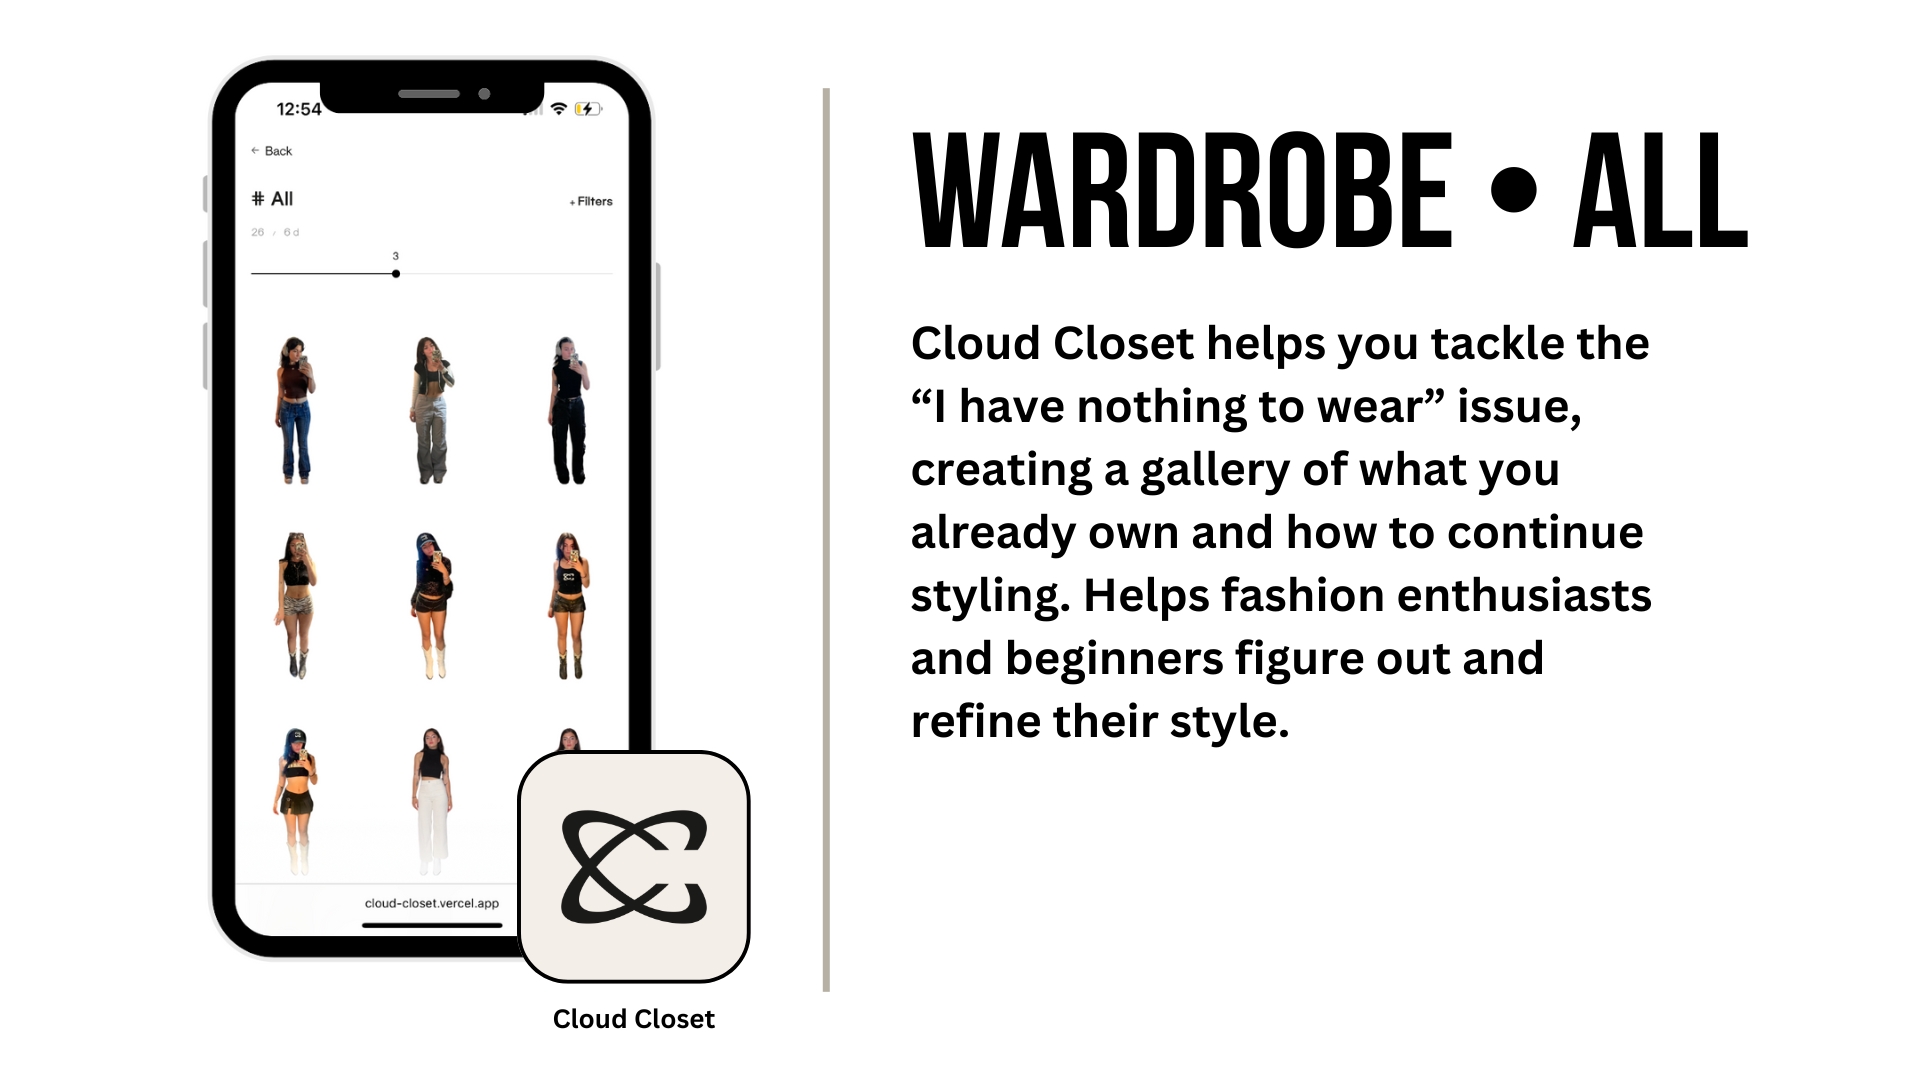 12:54
← Back
# All
+ Filters
26 / 6 d
3
cloud-closet.vercel.app
Cloud Closet
WARDROBE • ALL
Cloud Closet helps you tackle the
“I have nothing to wear” issue,
creating a gallery of what you
already own and how to continue
styling. Helps fashion enthusiasts
and beginners figure out and
refine their style.